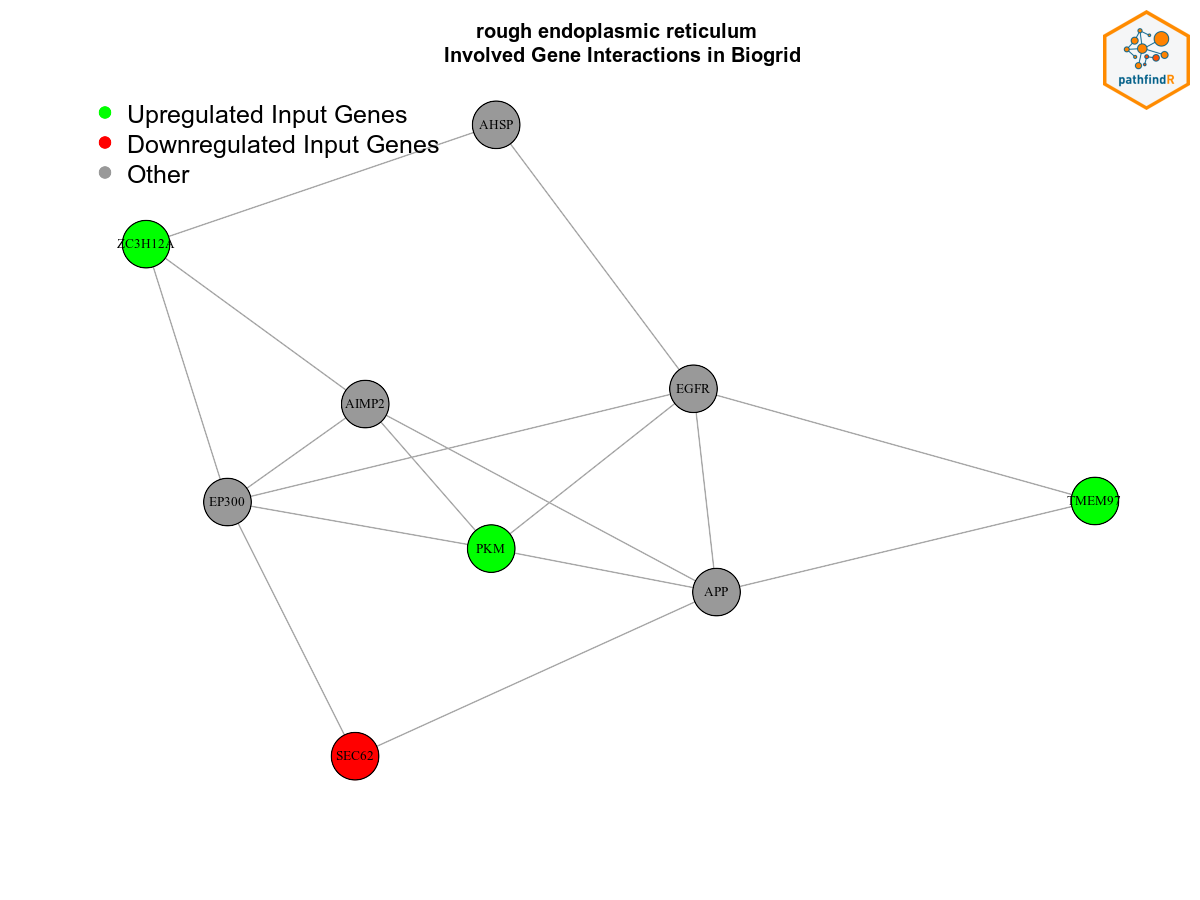 rough endoplasmic reticulum
Involved Gene Interactions in Biogrid
pathfindR
Upregulated Input Genes
Downregulated Input Genes
Other
AHSP
ZC3H12A
EGFR
AIMP2
EP300
TMEM97
PKM
APP
SEC62